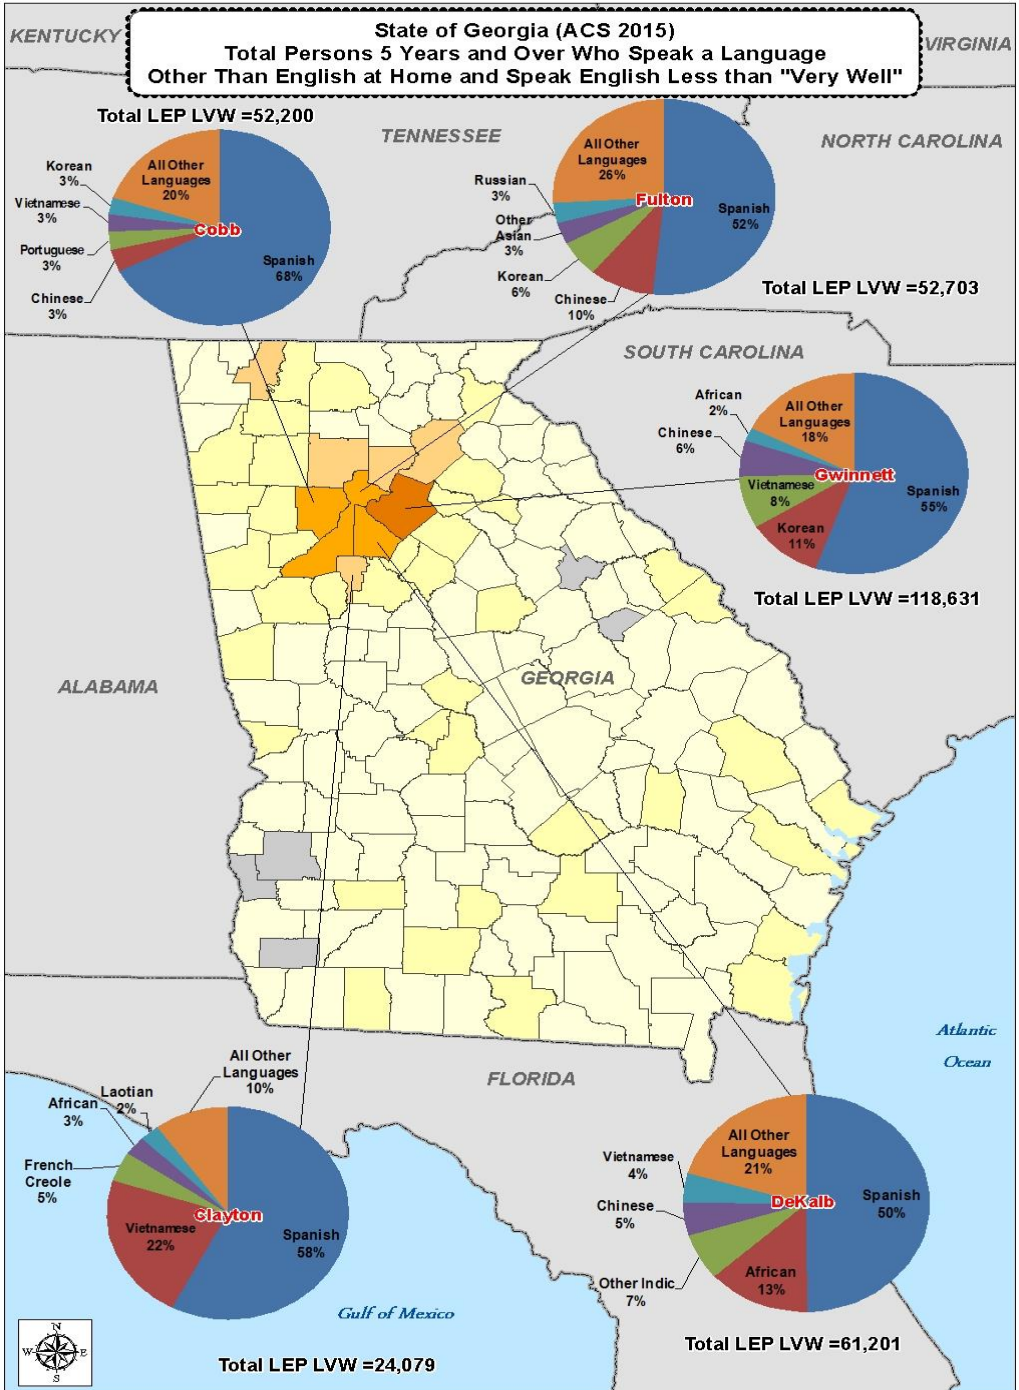 KENTUCKY
VIRGINIA
State of Georgia (ACS 2015)
Total Persons 5 Years and Over Who Speak a Language
Other Than English at Home and Speak English Less than "Very Well"
Total LEP LVW =52,200
TENNESSEE
NORTH CAROLINA
Korean
3%
Vietnamese
3%
Portuguese
3%
Chinese
3%
All Other
Languages
20%
Cobb
Spanish
68%
All Other
Languages
26%
Russian
3%
Other
Asian
3%
Korean
6%
Chinese
10%
Fulton
Spanish
52%
Total LEP LVW =52,703
SOUTH CAROLINA
African
2%
Chinese
6%
All Other
Languages
18%
Gwinnett
Vietnamese
8%
Korean
11%
Spanish
55%
Total LEP LVW =118,631
ALABAMA
GEORGIA
Atlantic
Ocean
FLORIDA
All Other
Languages
10%
Laotian
2%
African
3%
French
Creole
5%
Vietnamese
22%
Clayton
Spanish
58%
Gulf of Mexico
Total LEP LVW =24,079
All Other
Languages
21%
Vietnamese
4%
Chinese
5%
Other Indic
7%
African
13%
DeKalb
Spanish
50%
Total LEP LVW =61,201
N
W
E
S